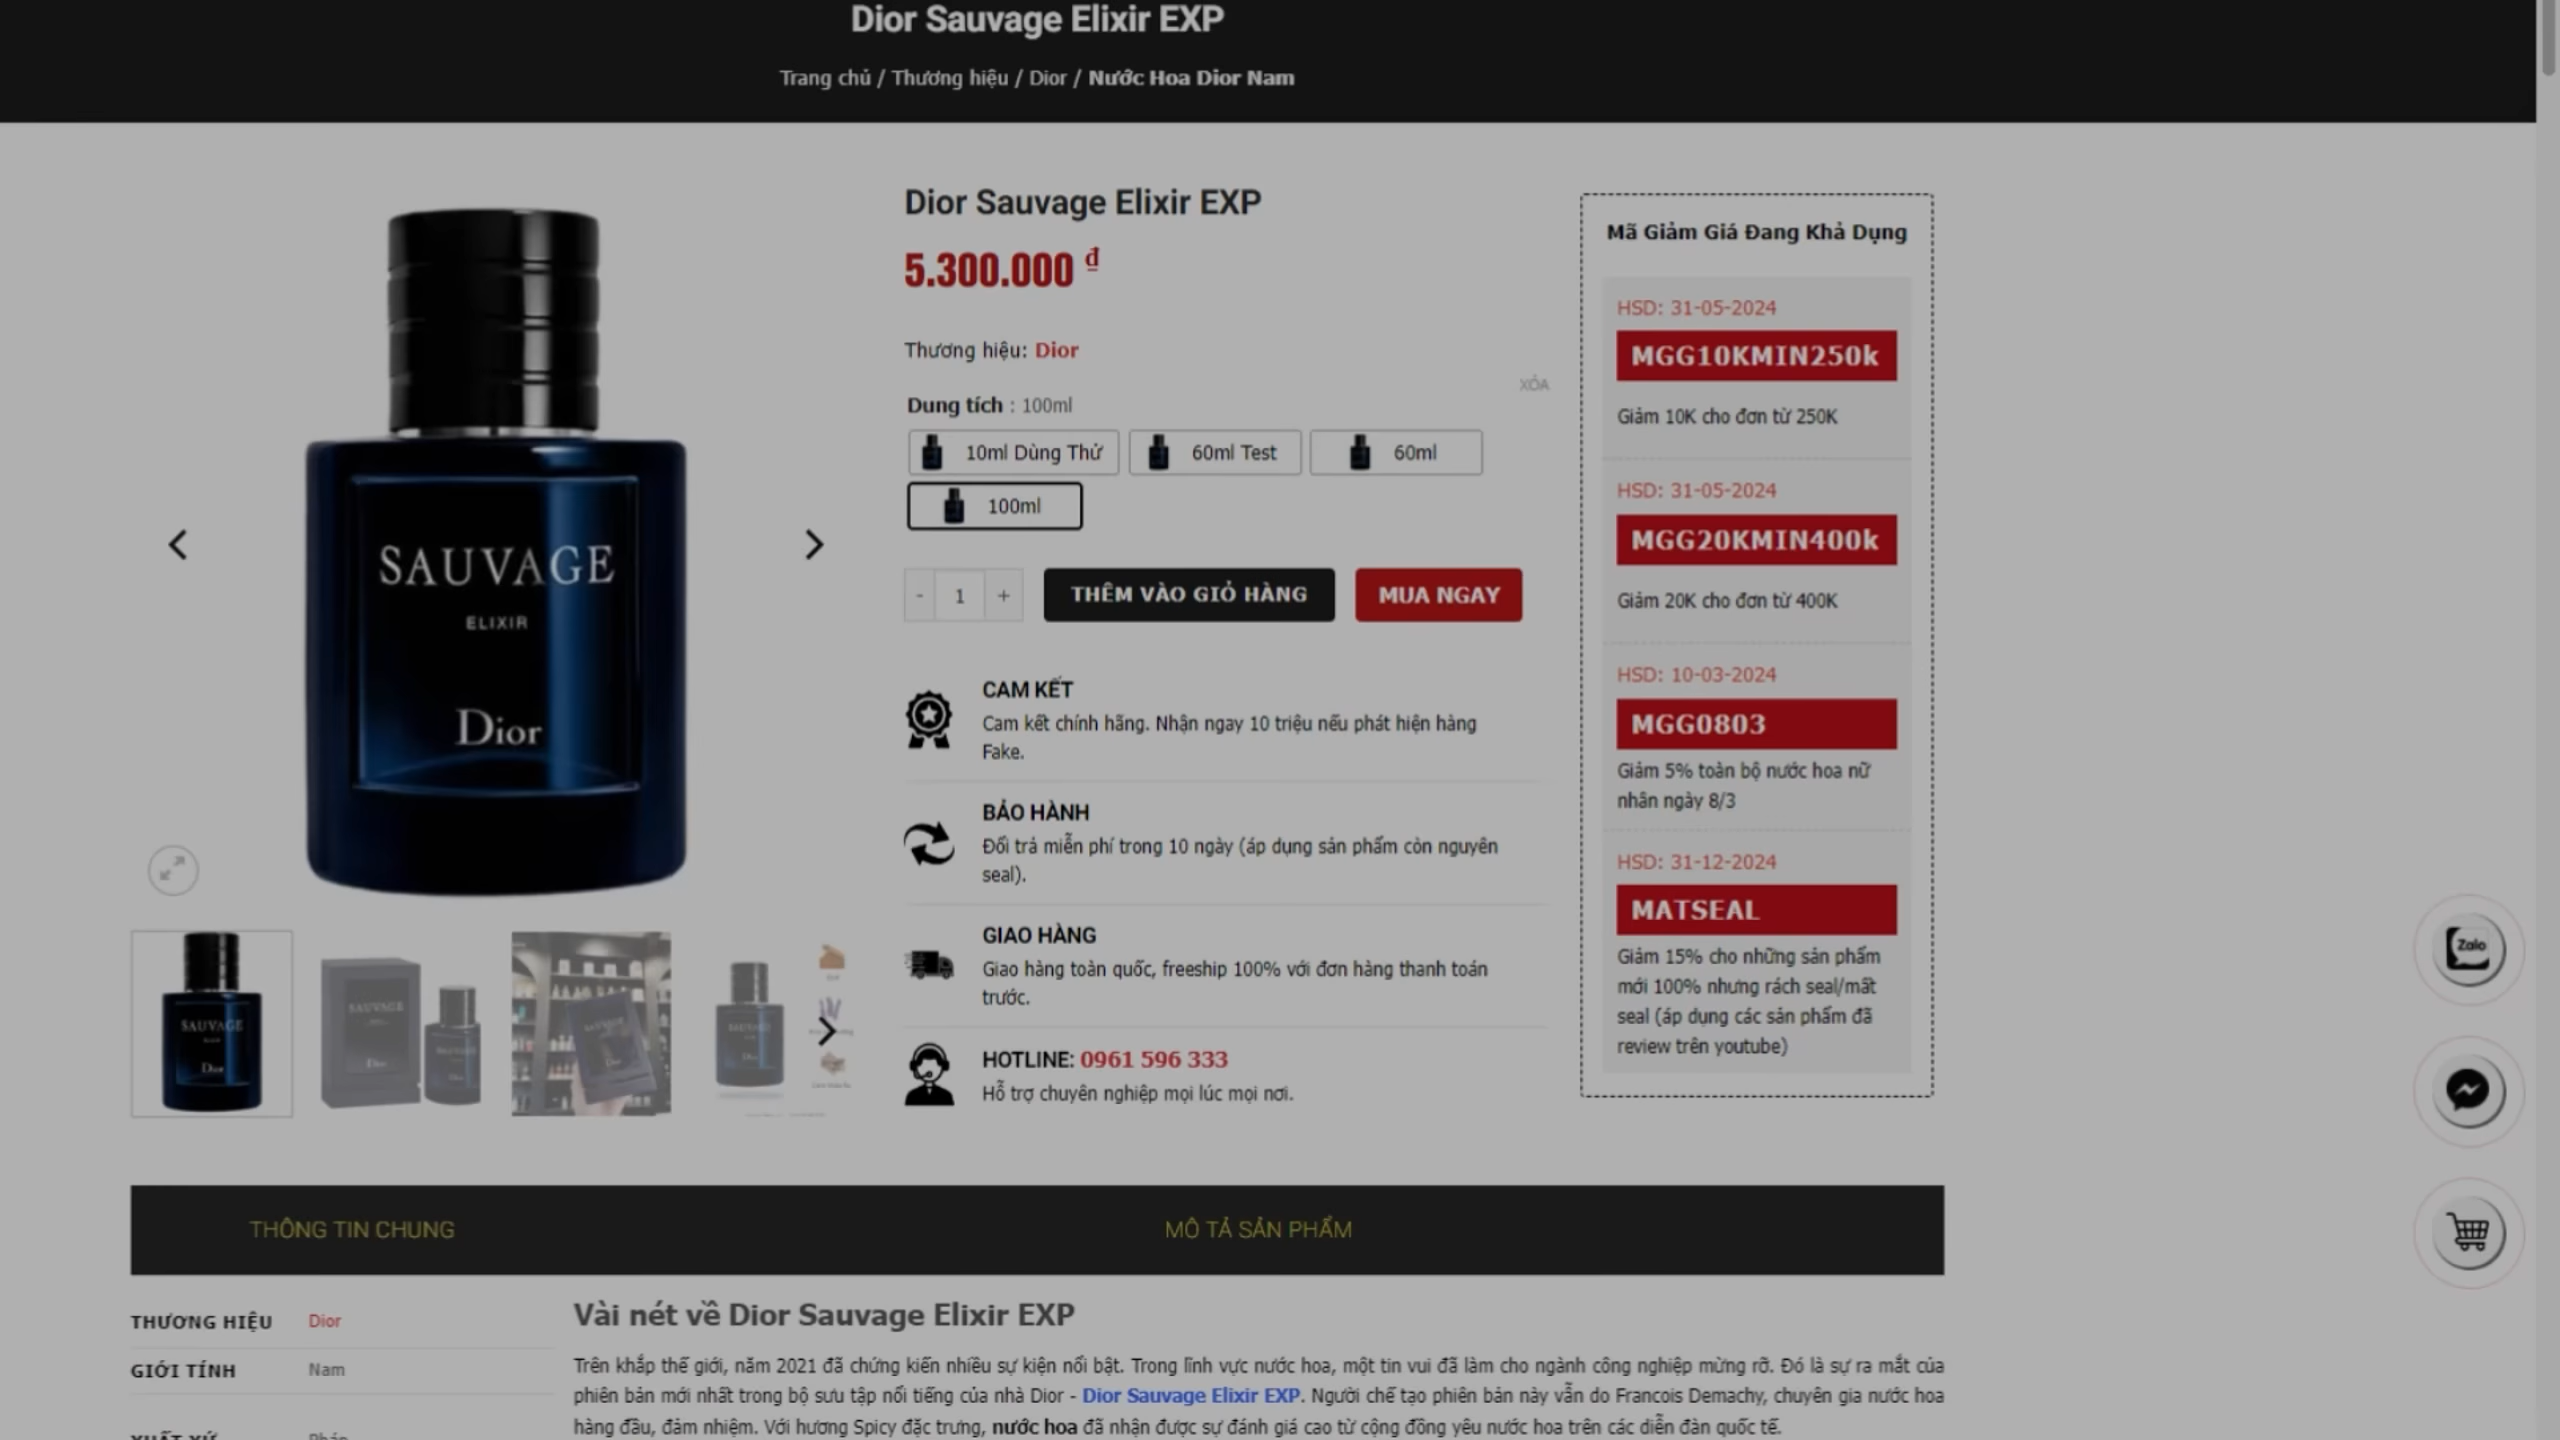 Dior Sauvage Elixir EXP
Trang chủ / Thương hiệu / Dior / Nước Hoa Dior Nam
SAUVAGE
ELIXIR
Dior
Dior Sauvage Elixir EXP
5.300.000 ₫
Thương hiệu: Dior
XÓA
Dung tích : 100ml
10ml Dùng Thử
60ml Test
60ml
100ml
- 1 +
THÊM VÀO GIỎ HÀNG
MUA NGAY
CAM KẾT
Cam kết chính hãng. Nhận ngay 10 triệu nếu phát hiện hàng
Fake.
BẢO HÀNH
Đổi trả miễn phí trong 10 ngày (áp dụng sản phẩm còn nguyên
seal).
GIAO HÀNG
Giao hàng toàn quốc, freeship 100% với đơn hàng thanh toán
trước.
HOTLINE: 0961 596 333
Hỗ trợ chuyên nghiệp mọi lúc mọi nơi.
Mã Giảm Giá Đang Khả Dụng
HSD: 31-05-2024
MGG10KMIN250k
Giảm 10K cho đơn từ 250K
HSD: 31-05-2024
MGG20KMIN400k
Giảm 20K cho đơn từ 400K
HSD: 10-03-2024
MGG0803
Giảm 5% toàn bộ nước hoa nữ
nhân ngày 8/3
HSD: 31-12-2024
MATSEAL
Giảm 15% cho những sản phẩm
mới 100% nhưng rách seal/mất
seal (áp dụng các sản phẩm đã
review trên youtube)
SAUVAGE
Dior
SAUVAGE
Dior
Zalo
THÔNG TIN CHUNG
MÔ TẢ SẢN PHẨM
THƯƠNG HIỆU Dior
GIỚI TÍNH Nam
XUẤT XỨ Pháp
Vài nét về Dior Sauvage Elixir EXP
Trên khắp thế giới, năm 2021 đã chứng kiến nhiều sự kiện nổi bật. Trong lĩnh vực nước hoa, một tin vui đã làm cho ngành công nghiệp mừng rỡ. Đó là sự ra mắt của
phiên bản mới nhất trong bộ sưu tập nổi tiếng của nhà Dior - Dior Sauvage Elixir EXP. Người chế tạo phiên bản này vẫn do Francois Demachy, chuyên gia nước hoa
hàng đầu, đảm nhiệm. Với hương Spicy đặc trưng, nước hoa đã nhận được sự đánh giá cao từ cộng đồng yêu nước hoa trên các diễn đàn quốc tế.